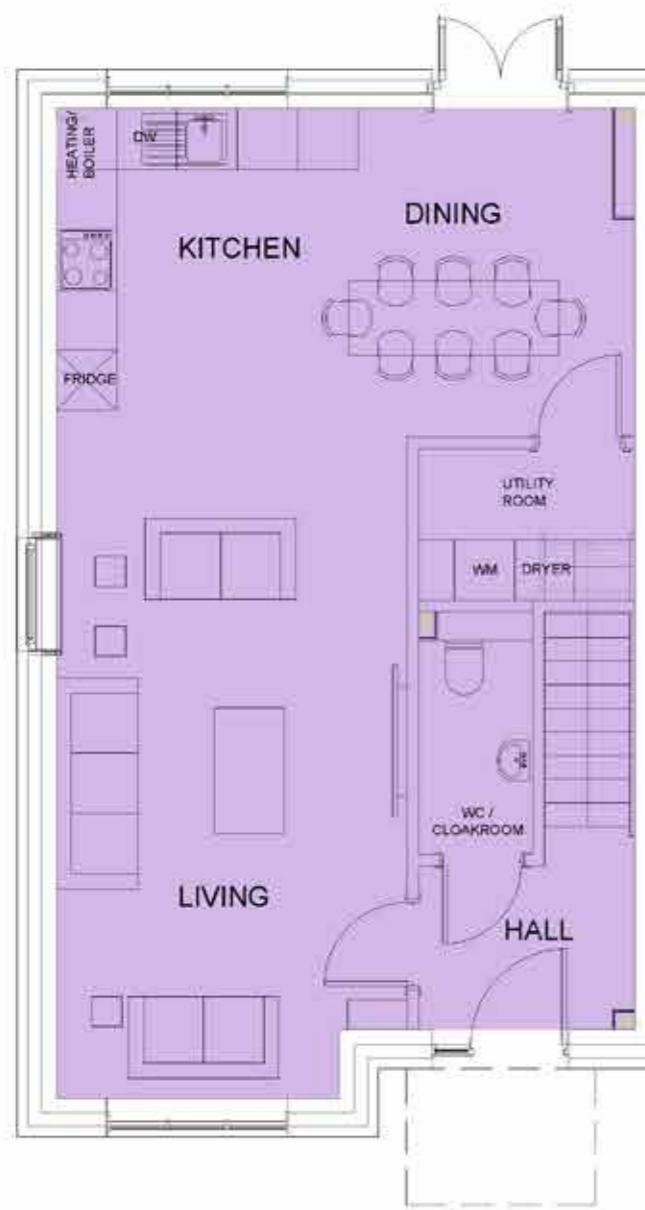 HEATING/
BOILER
DW
DINING
KITCHEN
FRIDGE
UTILITY
ROOM
WM
DRYER
WC /
CLOAKROOM
LIVING
HALL